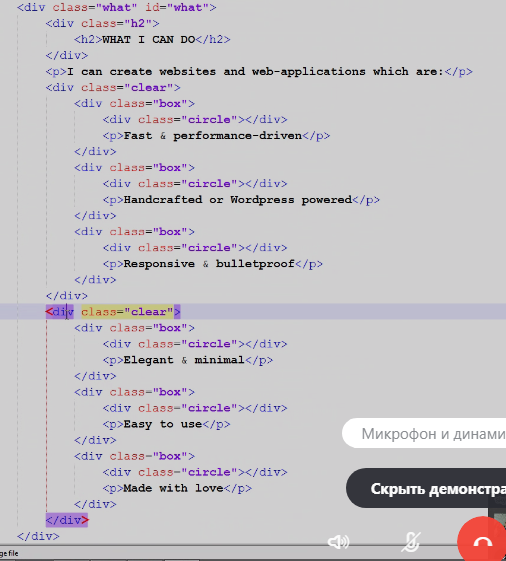 <div class="what" id="what">
<div class="h2">
<h2>WHAT I CAN DO</h2>
</div>
<p>I can create websites and web-applications which are:</p>
<div class="clear">
<div class="box">
<div class="circle"></div>
<p>Fast & performance-driven</p>
</div>
<div class="box">
<div class="circle"></div>
<p>Handcrafted or Wordpress powered</p>
</div>
<div class="box">
<div class="circle"></div>
<p>Responsive & bulletproof</p>
</div>
</div>
<div class="clear">
<div class="box">
<div class="circle"></div>
<p>Elegant & minimal</p>
</div>
<div class="box">
<div class="circle"></div>
<p>Easy to use</p>
</div>
<div class="box">
<div class="circle"></div>
<p>Made with love</p>
</div>
</div>
</div>
Микрофон и динами
Скрыть демонстра
ge file